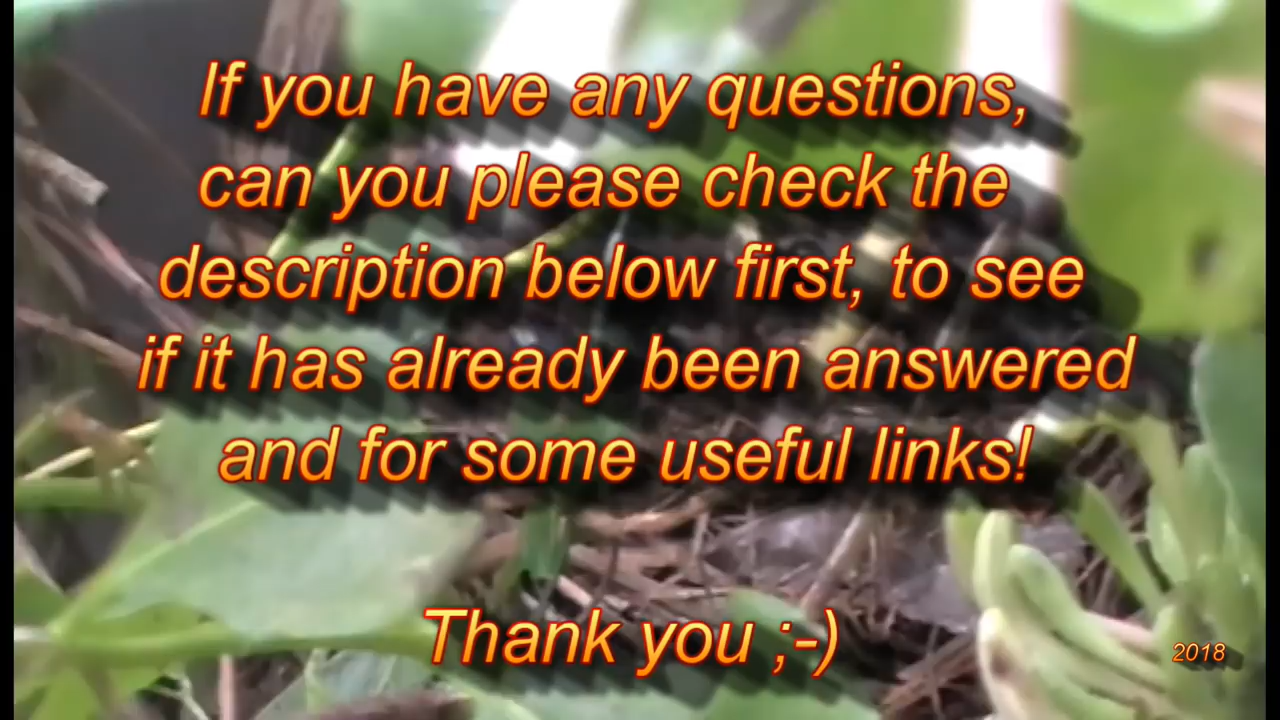 If you have any questions,
can you please check the
description below first, to see
if it has already been answered
and for some useful links!
Thank you ;-)
2018